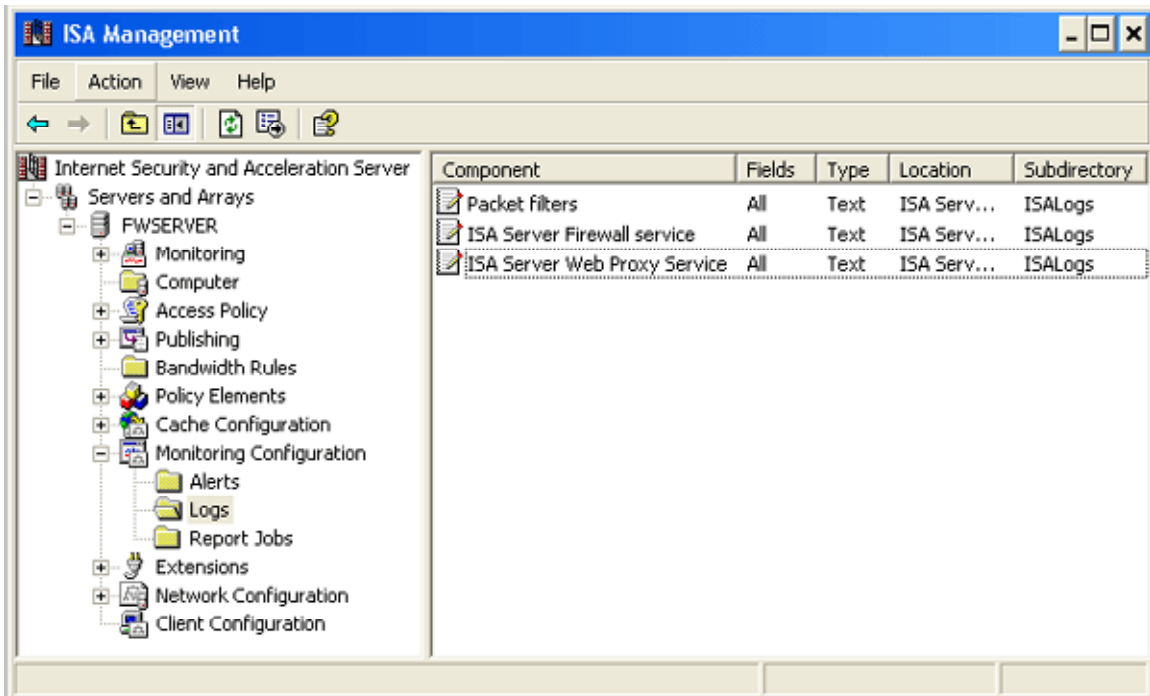 ISA Management
File Action View Help
Internet Security and Acceleration Server
Servers and Arrays
FWSERVER
Monitoring
Computer
Access Policy
Publishing
Bandwidth Rules
Policy Elements
Cache Configuration
Monitoring Configuration
Alerts
Logs
Report Jobs
Extensions
Network Configuration
Client Configuration
Component Fields Type Location Subdirectory
Packet filters All Text ISA Serv... ISALogs
ISA Server Firewall service All Text ISA Serv... ISALogs
ISA Server Web Proxy Service All Text ISA Serv... ISALogs